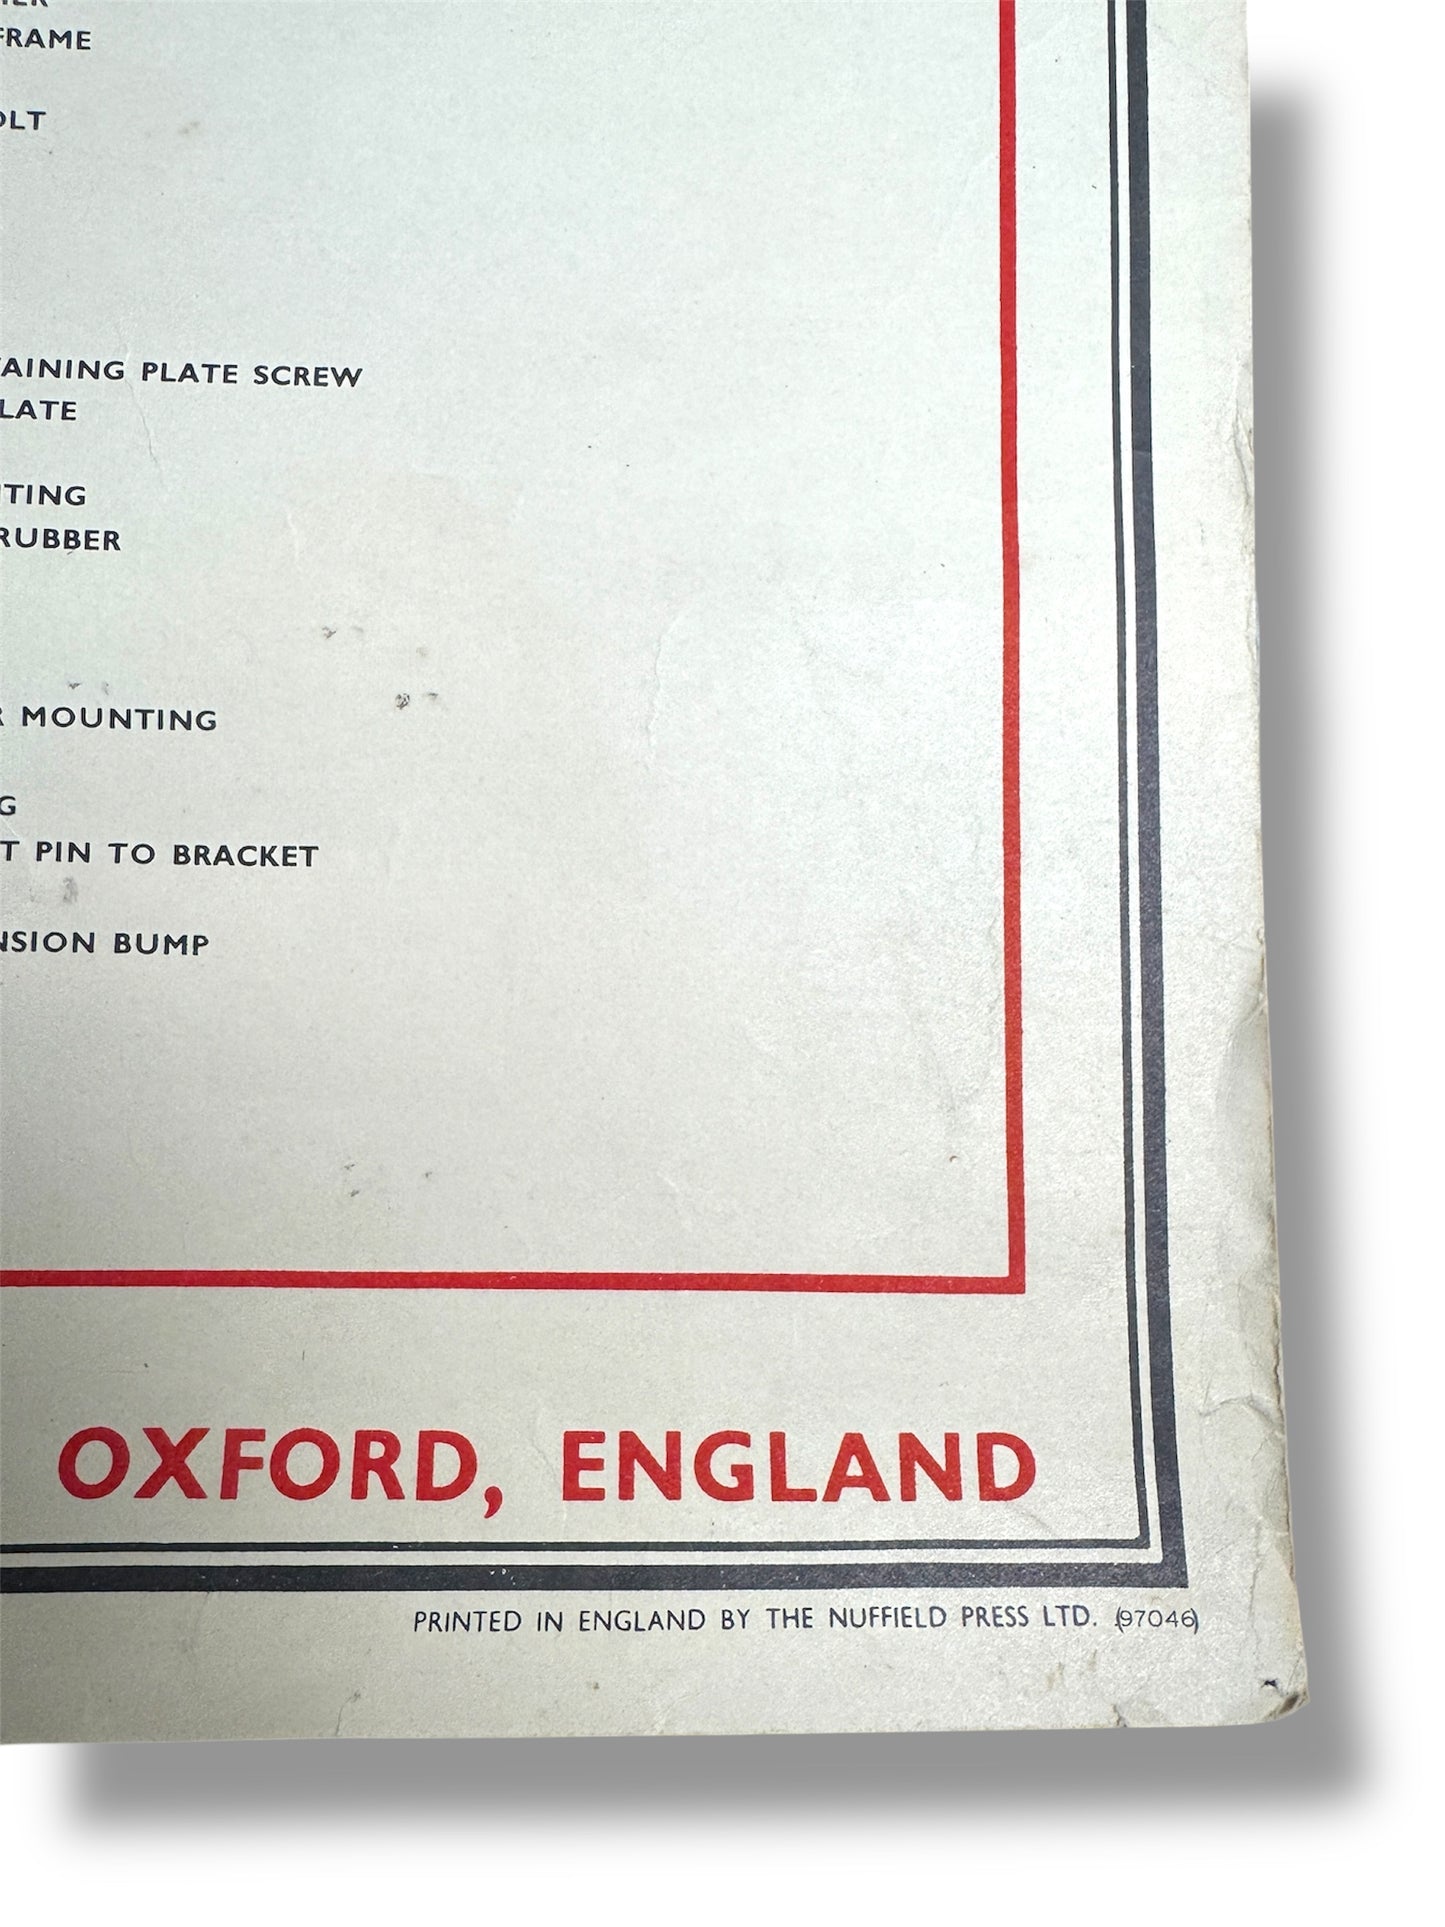 FRAME
OLT
TAINING PLATE SCREW
LATE
TING
RUBBER
R MOUNTING
G
T PIN TO BRACKET
NSION BUMP
OXFORD, ENGLAND
PRINTED IN ENGLAND BY THE NUFFIELD PRESS LTD. (97046)